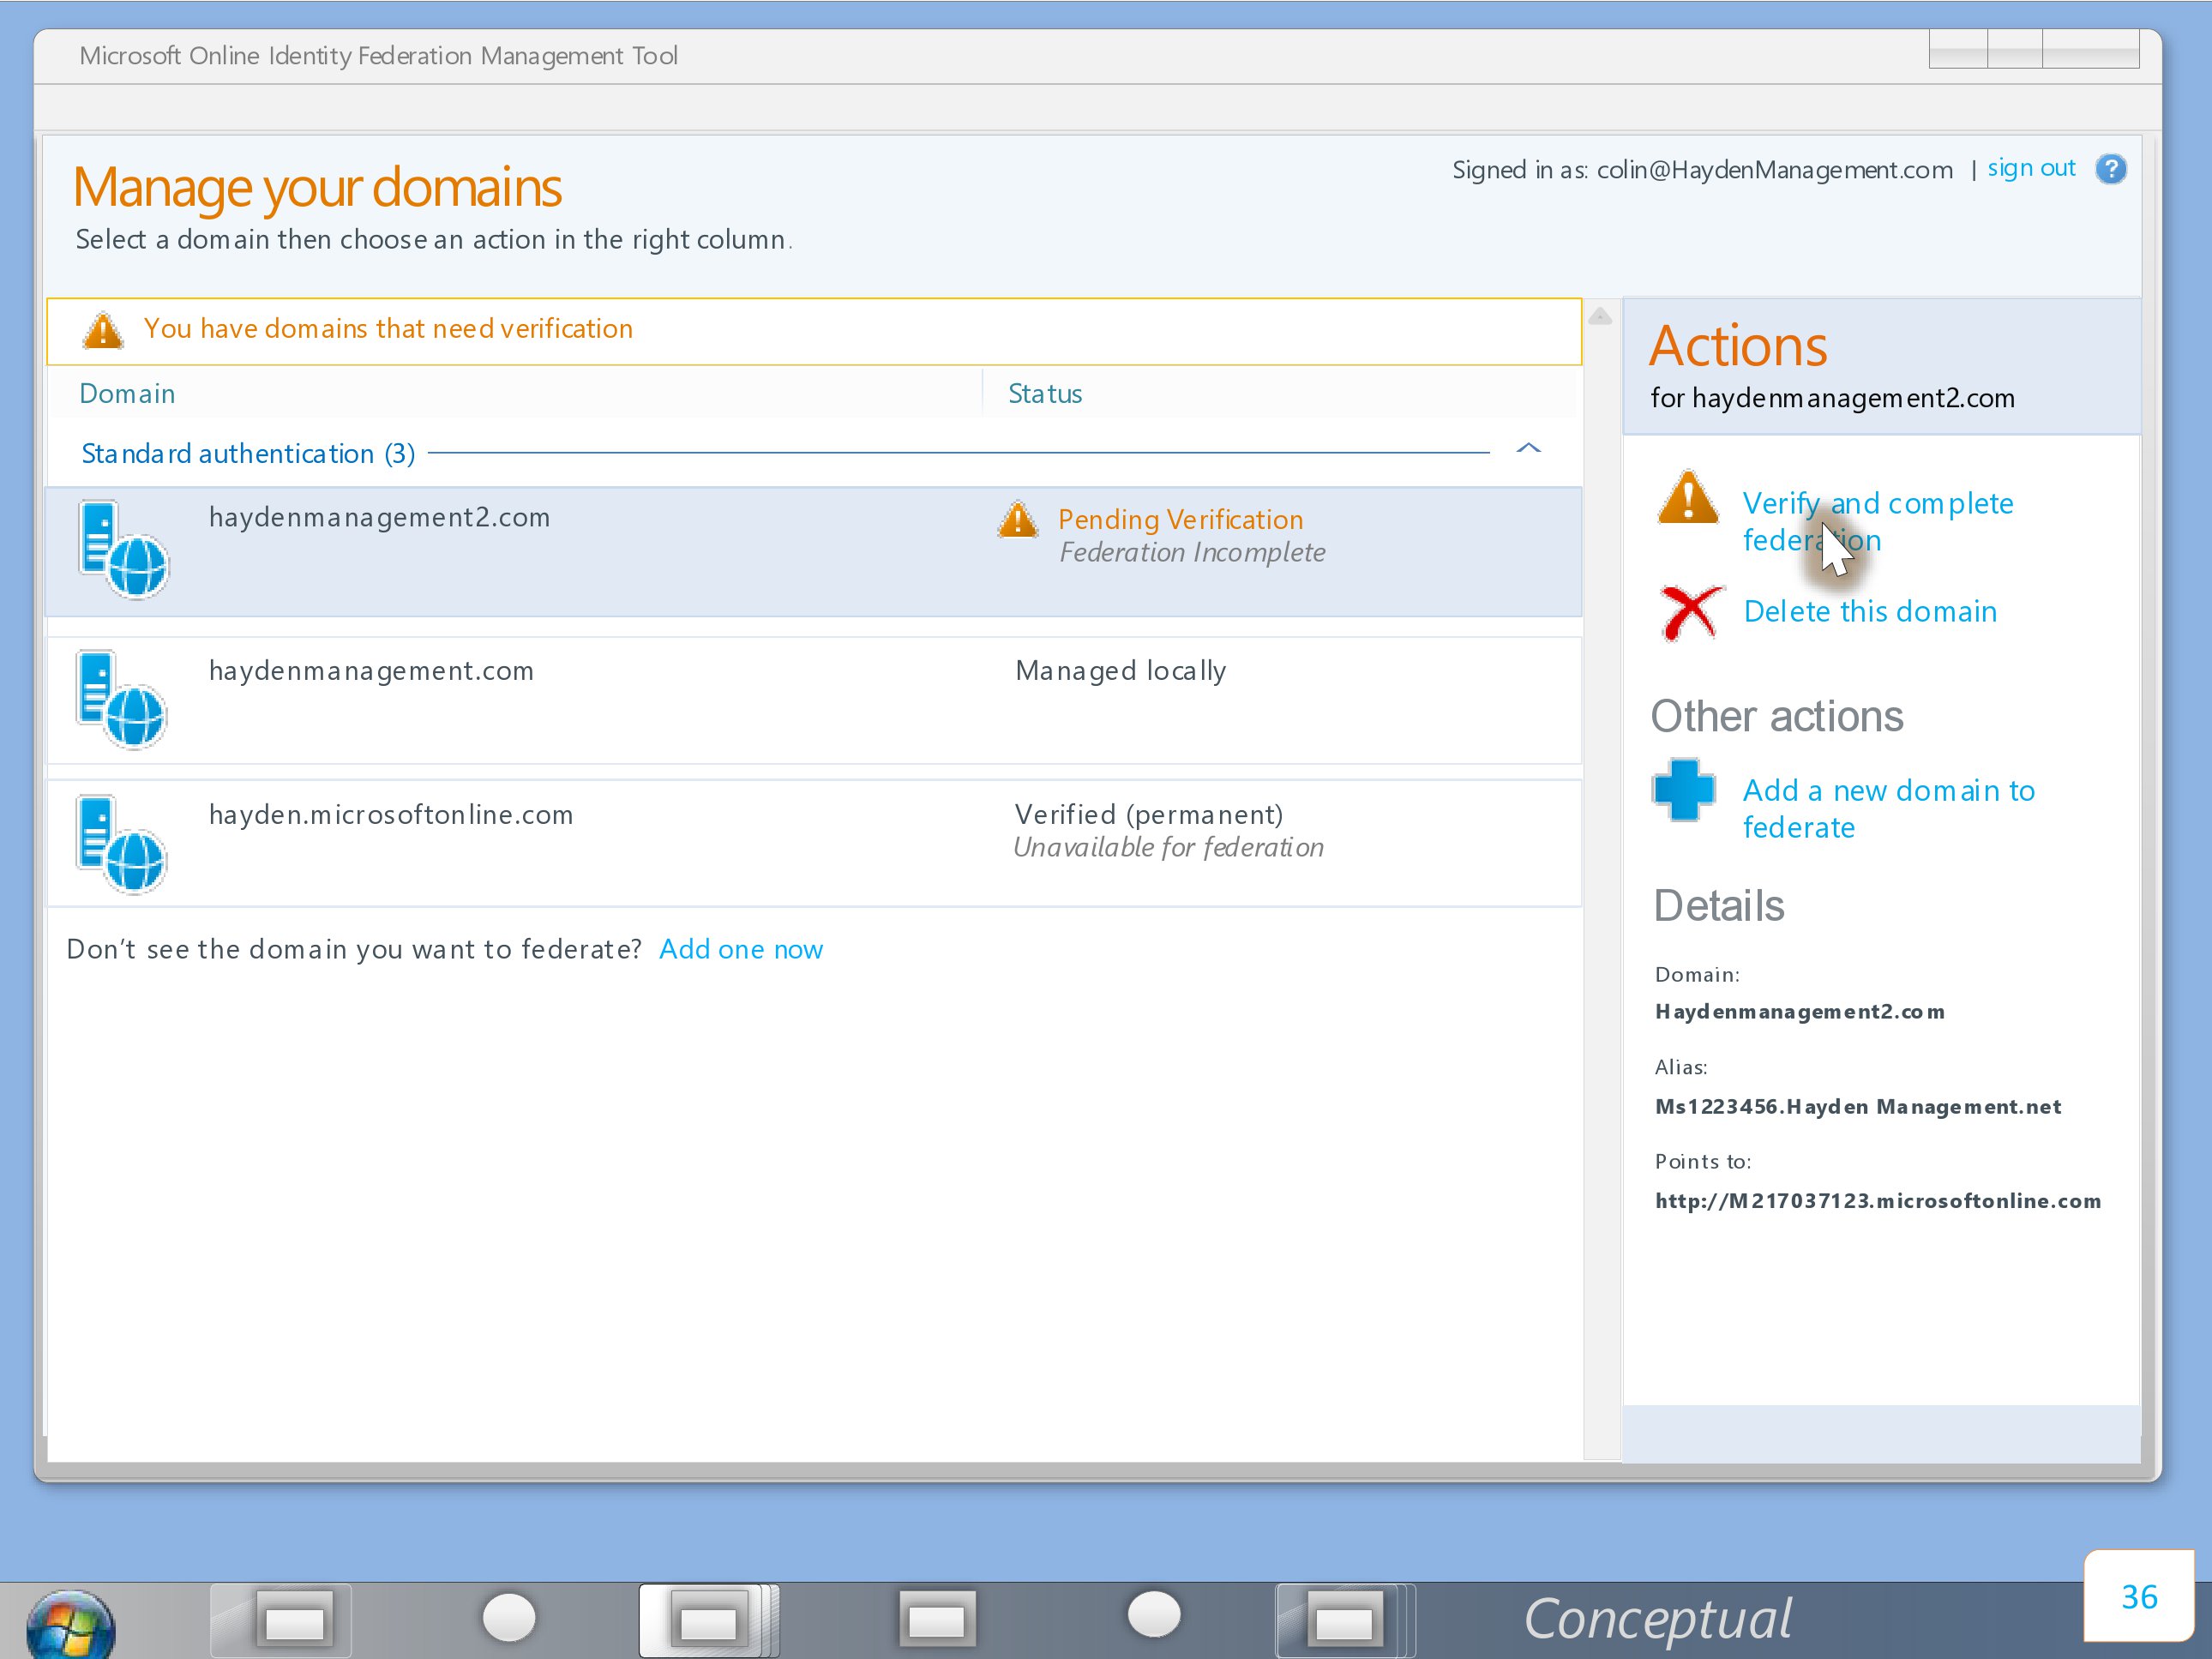 Microsoft Online Identity Federation Management Tool
Manage your domains
Signed in as: colin@HaydenManagement.com | sign out ?
Select a domain then choose an action in the right column.
You have domains that need verification
Domain Status
Standard authentication (3)
haydenmanagement2.com Pending Verification
Federation Incomplete
haydenmanagement.com Managed locally
hayden.microsoftonline.com Verified (permanent)
Unavailable for federation
Don’t see the domain you want to federate? Add one now
Actions
for haydenmanagement2.com
Verify and complete
federation
Delete this domain
Other actions
Add a new domain to
federate
Details
Domain:
Haydenmanagement2.com
Alias:
Ms1223456.Hayden Management.net
Points to:
http://M217037123.microsoftonline.com
Conceptual
36